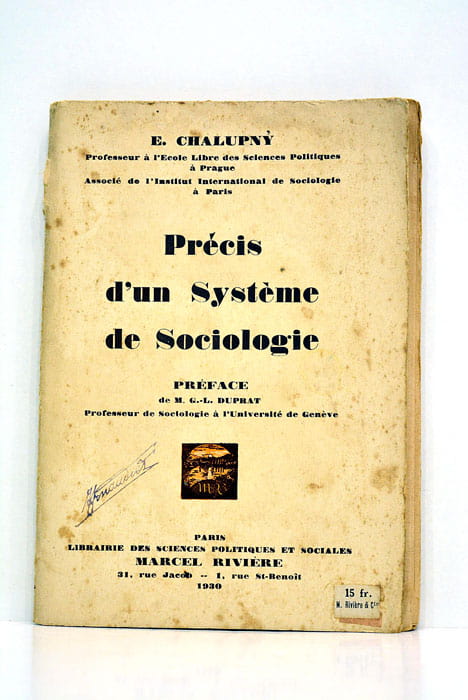 E. CHALUPNÝ
Professeur à l'Ecole Libre des Sciences Politiques
à Prague
Associé de l'Institut International de Sociologie
à Paris
Précis
d'un Système
de Sociologie
PRÉFACE
de M. G.-L. DUPRAT
Professeur de Sociologie à l'Université de Genève
PARIS
LIBRAIRIE DES SCIENCES POLITIQUES ET SOCIALES
MARCEL RIVIÈRE
31, rue Jacob -- 1, rue St-Benoît
1930
15 fr.
M. Rivière & Cie